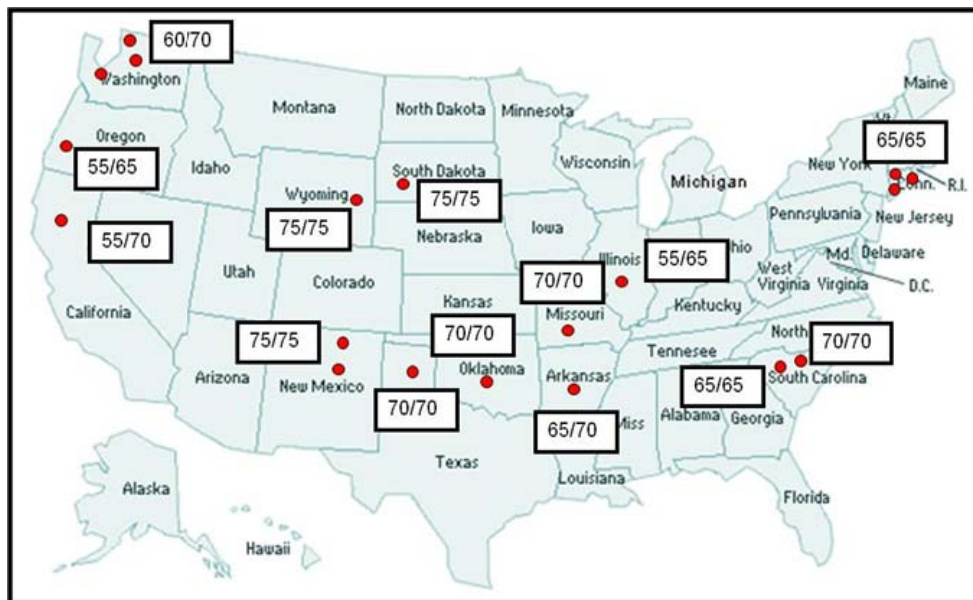 60/70
Washington
Maine
Montana
North Dakota
Minnesota
Vt.
65/65
Oregon
55/65
Idaho
South Dakota
Wisconsin
Michigan
New York
Conn.
R.I.
Wyoming
75/75
75/75
Pennsylvania
New Jersey
55/70
Nebraska
Iowa
Illinois
55/65
Ohio
Md.
Delaware
Utah
Colorado
70/70
West
Virginia
Virginia
D.C.
California
Kansas
Missouri
Kentucky
75/75
70/70
Tennesee
North
70/70
Arizona
New Mexico
Oklahoma
Arkansas
65/65
South Carolina
70/70
65/70
Miss
Alabama
Georgia
Texas
Louisiana
Florida
Alaska
Hawaii